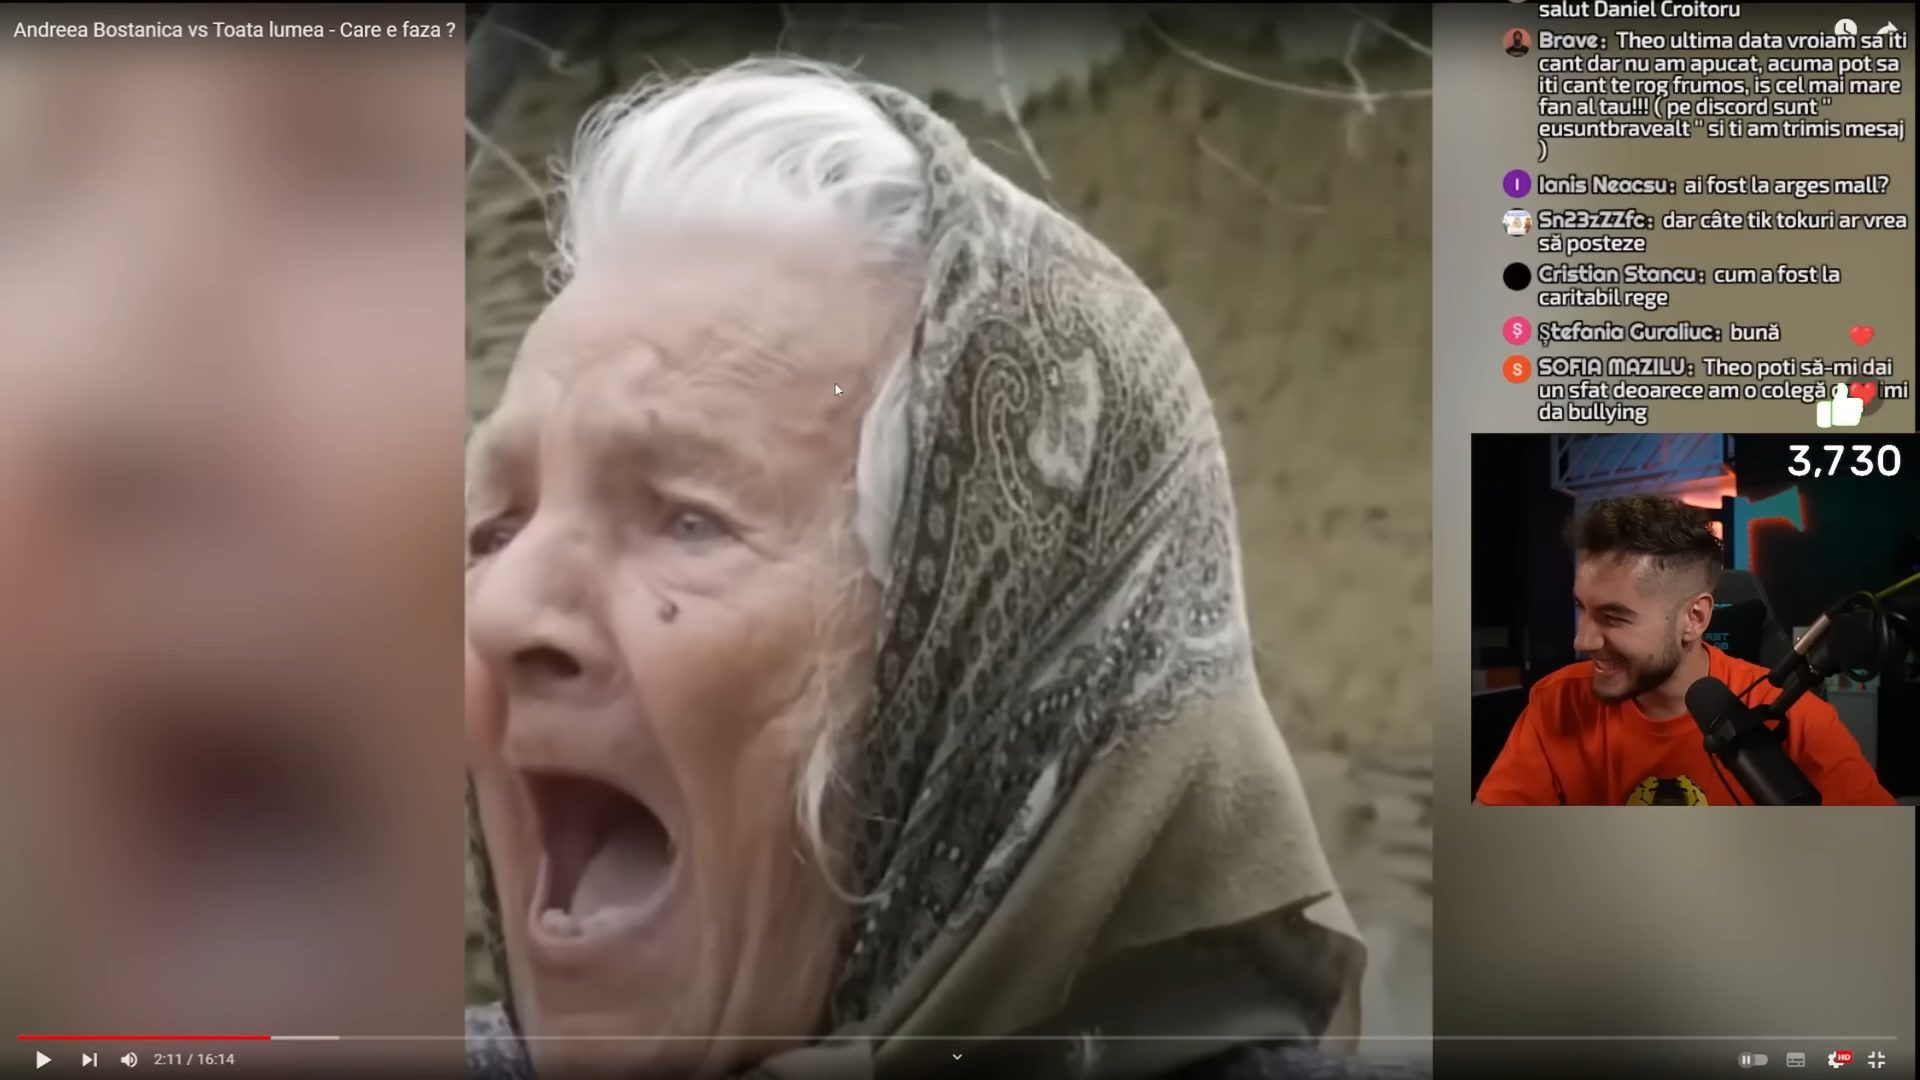 Andreea Bostanica vs Toata lumea - Care e faza ?
salut Daniel Croitoru
Brave: Theo ultima data vroiam sa iti
cant dar nu am apucat, acuma pot sa
iti cant te rog frumos, is cel mai mare
fan al tau!!! ( pe discord sunt "
eusuntbravealt " si ti am trimis mesaj
)
I
Ianis Neacsu: ai fost la arges mall?
Sn23zZZfc: dar câte tik tokuri ar vrea
să posteze
Cristian Stancu: cum a fost la
caritabil rege
Ș
Ștefania Guraliuc: bună
S
SOFIA MAZILU: Theo poti să-mi dai
un sfat deoarece am o colegă imi
da bullying
3,730
2:11 / 16:14
HD